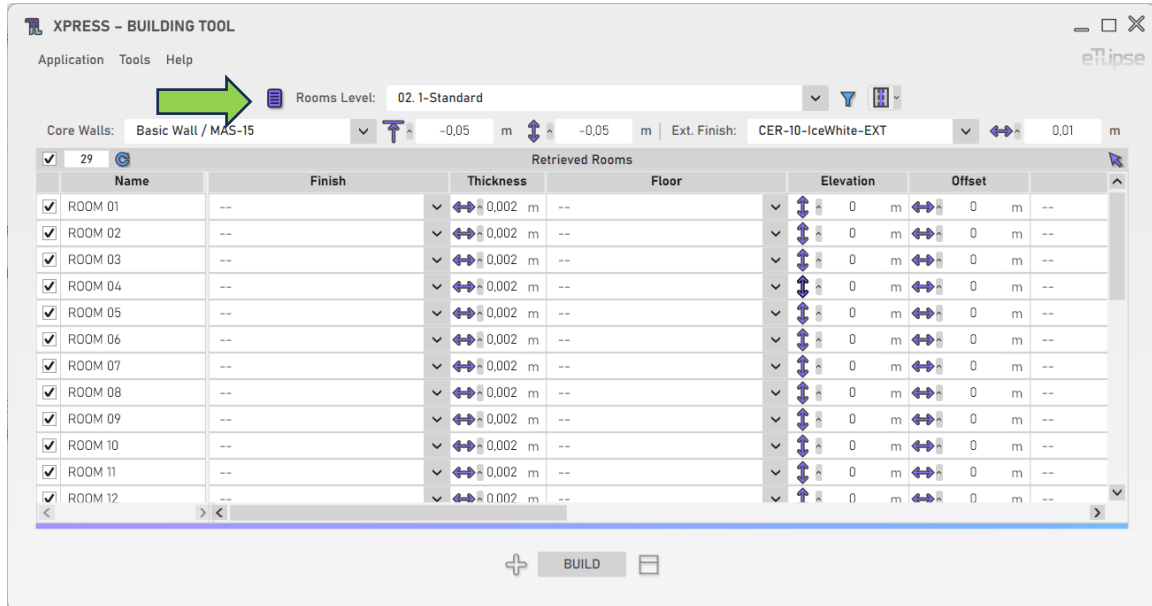 XPRESS – BUILDING TOOL
Application Tools Help
eTLipse
Rooms Level: 02. 1-Standard
Core Walls: Basic Wall / MAS-15 -0,05 m -0,05 m Ext. Finish: CER-10-IceWhite-EXT 0,01 m
29 Retrieved Rooms
Name Finish Thickness Floor Elevation Offset
ROOM 01 -- 0,002 m -- 0 m 0 m --
ROOM 02 -- 0,002 m -- 0 m 0 m --
ROOM 03 -- 0,002 m -- 0 m 0 m --
ROOM 04 -- 0,002 m -- 0 m 0 m --
ROOM 05 -- 0,002 m -- 0 m 0 m --
ROOM 06 -- 0,002 m -- 0 m 0 m --
ROOM 07 -- 0,002 m -- 0 m 0 m --
ROOM 08 -- 0,002 m -- 0 m 0 m --
ROOM 09 -- 0,002 m -- 0 m 0 m --
ROOM 10 -- 0,002 m -- 0 m 0 m --
ROOM 11 -- 0,002 m -- 0 m 0 m --
ROOM 12 -- 0,002 m -- 0 m 0 m --
BUILD